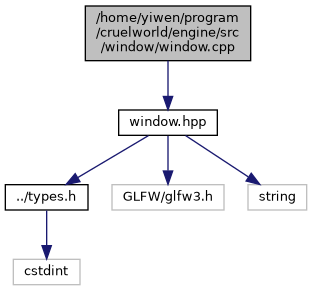 /home/yiwen/program
/cruelworld/engine/src
/window/window.cpp
window.hpp
../types.h
GLFW/glfw3.h
string
cstdint